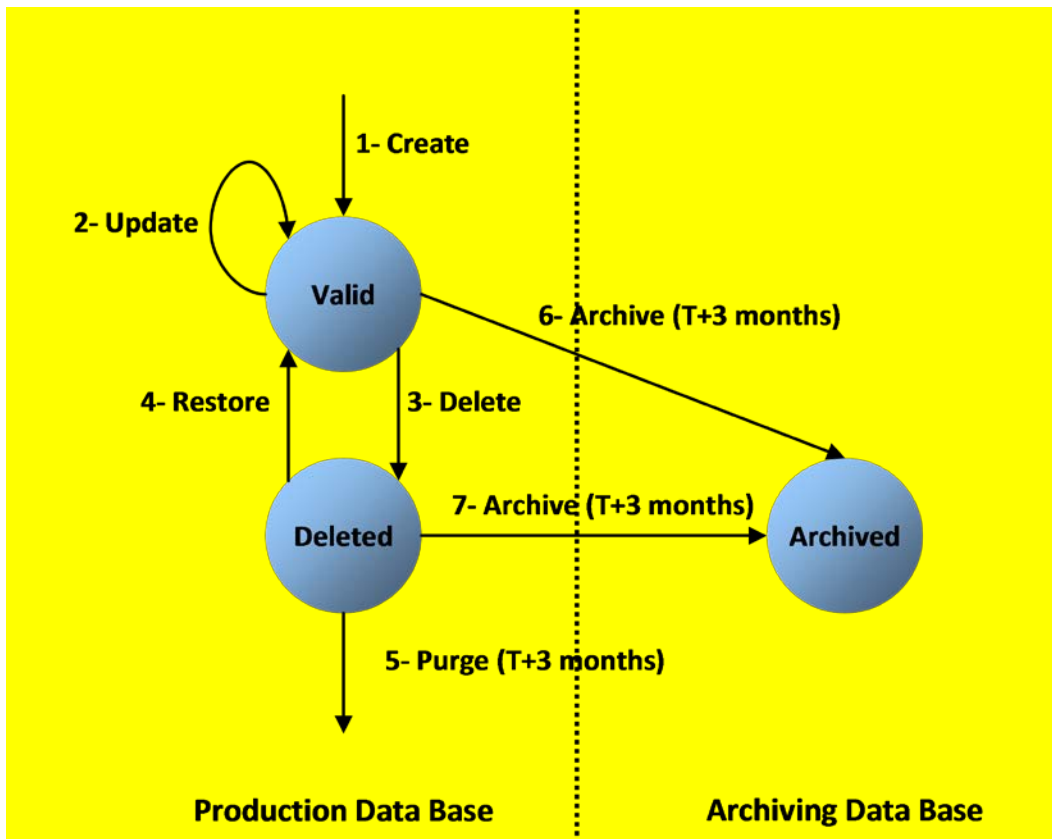 1- Create
2- Update
Valid
6- Archive (T+3 months)
4- Restore
3- Delete
7- Archive (T+3 months)
Deleted
Archived
5- Purge (T+3 months)
Production Data Base
Archiving Data Base